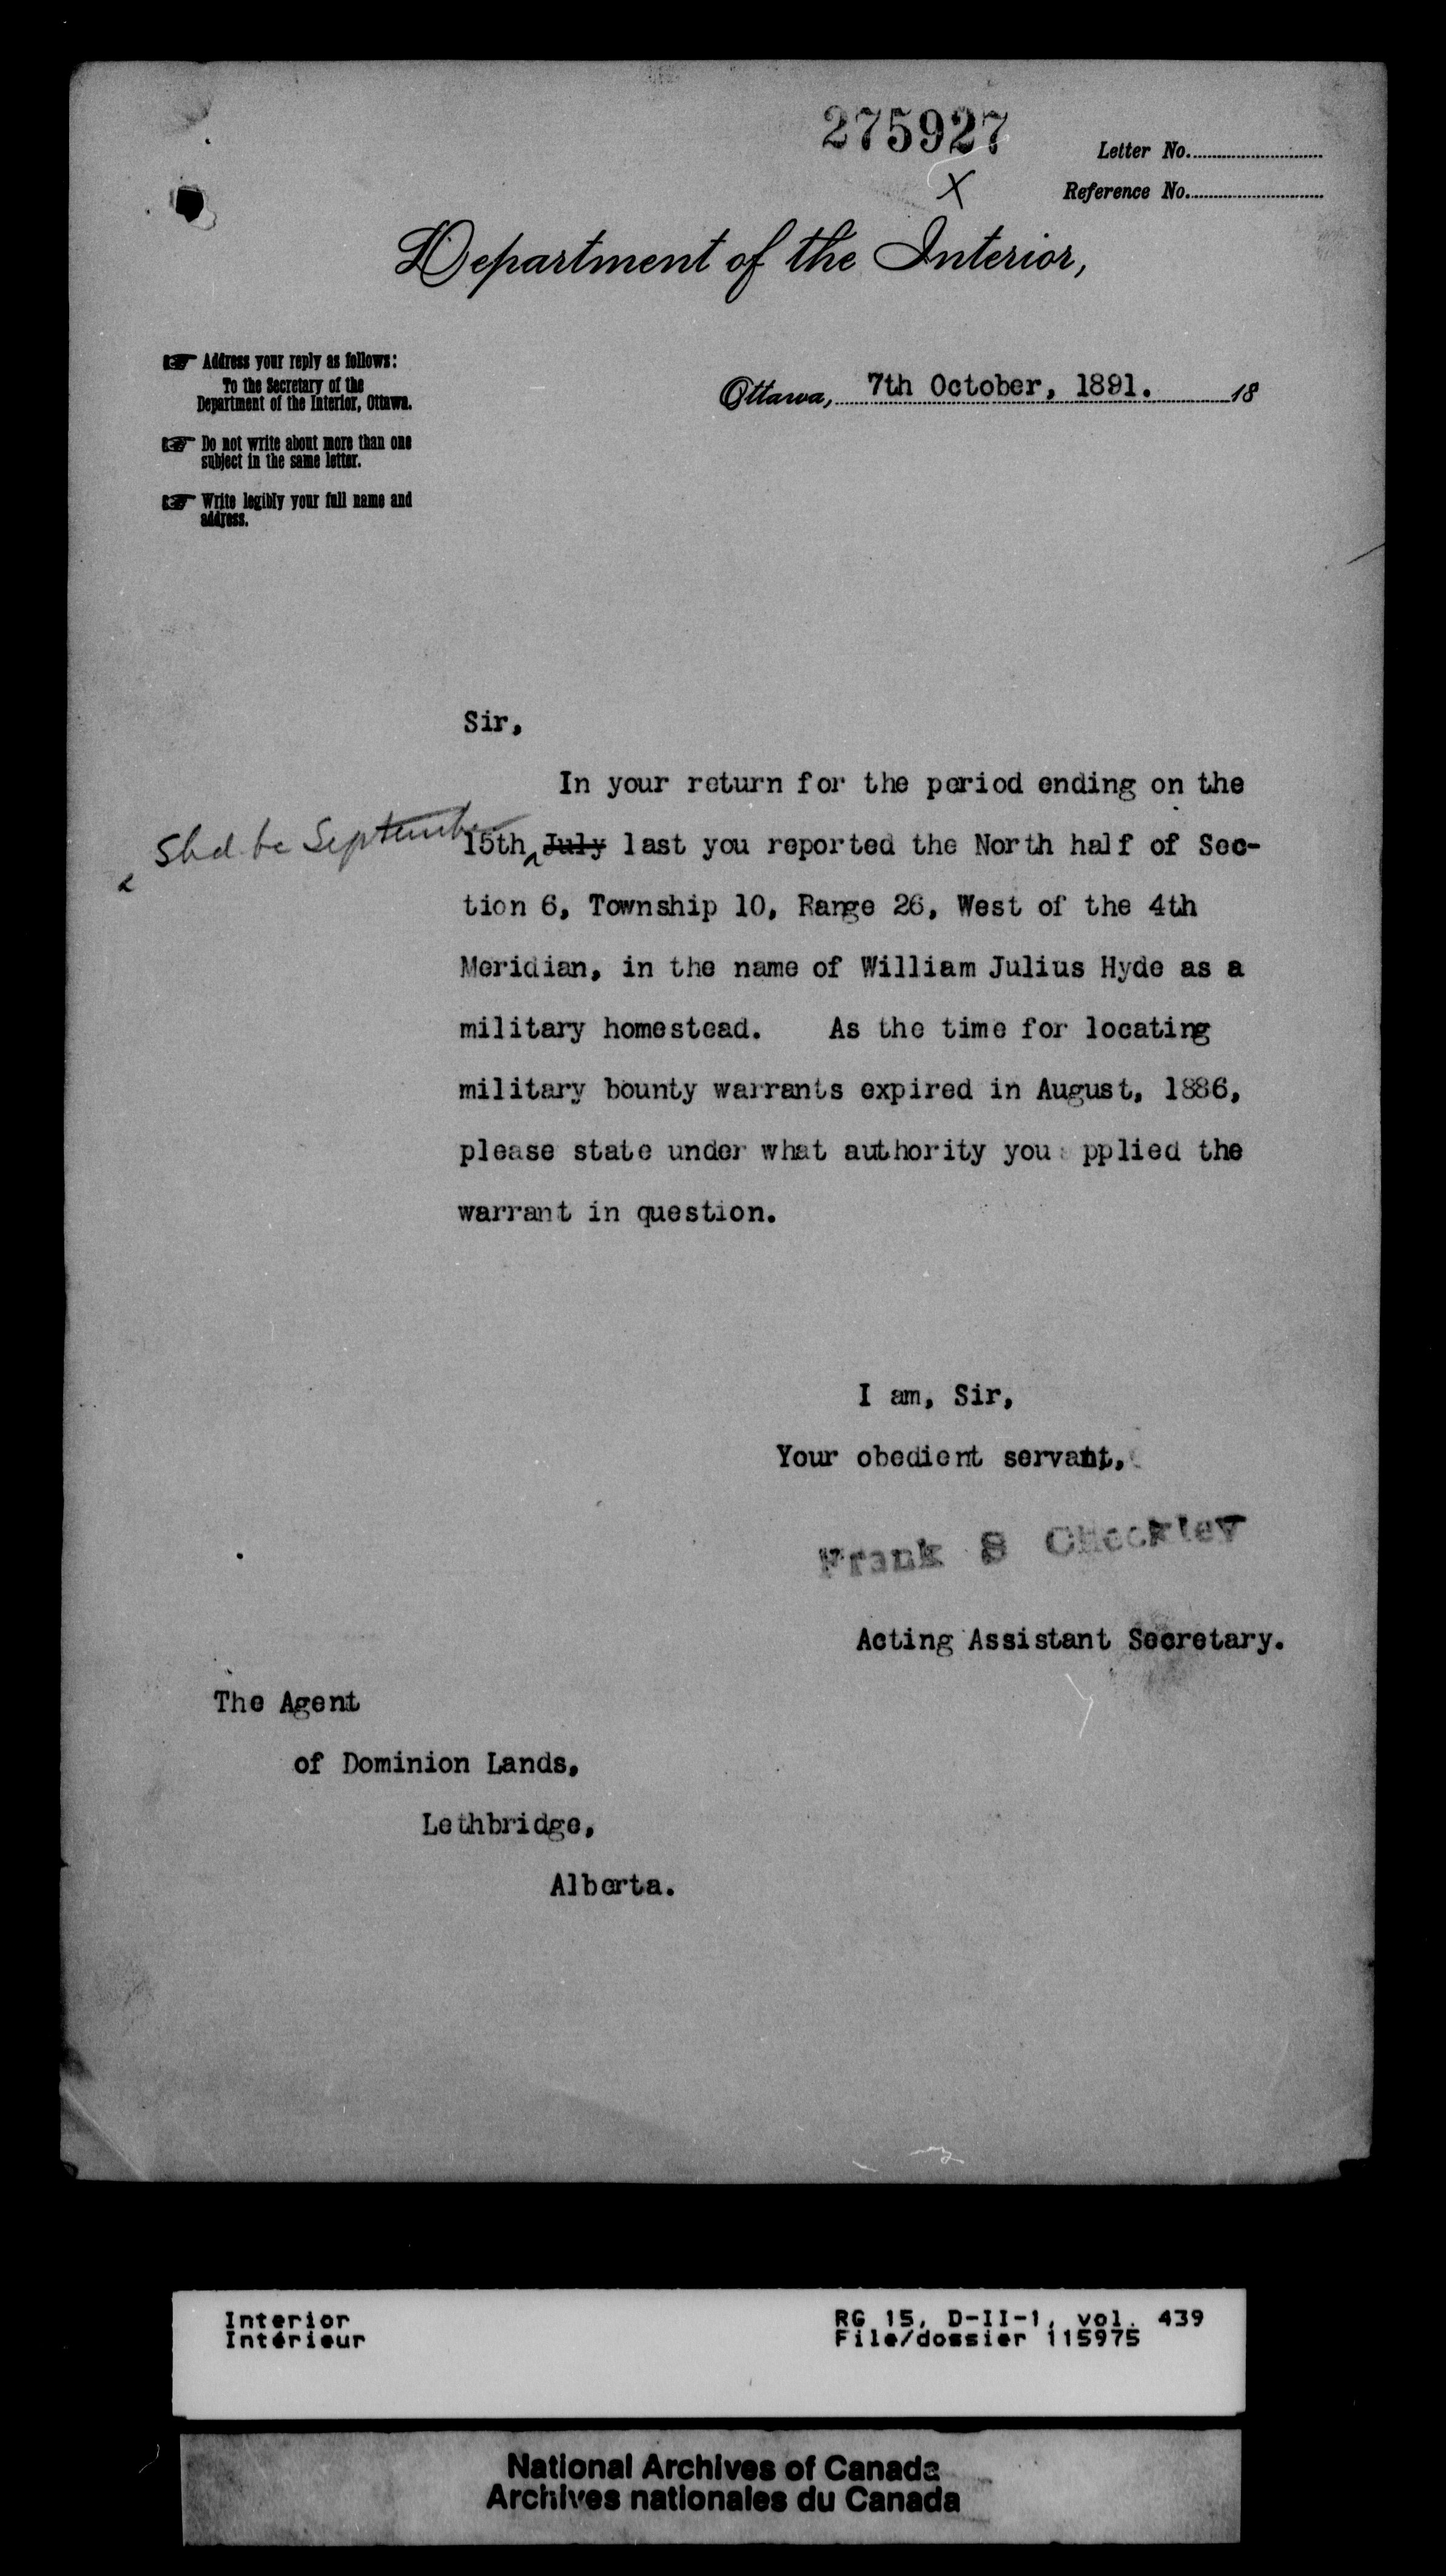 275927
X
Letter No.
Reference No.
Department of the Interior,
Address your reply as follows:
To the Secretary of the
Department of the Interior, Ottawa.
Do not write about more than one
subject in the same letter.
Write legibly your full name and
address.
Ottawa, 7th October, 1891. 18
Sir,
In your return for the period ending on the
Shd be September
15th July last you reported the North half of Sec-
tion 6, Township 10, Range 26, West of the 4th
Meridian, in the name of William Julius Hyde as a
military homestead. As the time for locating
military bounty warrants expired in August, 1886,
please state under what authority you applied the
warrant in question.
I am, Sir,
Your obedient servant,
Frank S Checkley
Acting Assistant Secretary.
The Agent
of Dominion Lands,
Lethbridge,
Alberta.
Interior
Intérieur
RG 15, D-II-1, vol. 439
File/dossier 115975
National Archives of Canada
Archives nationales du Canada